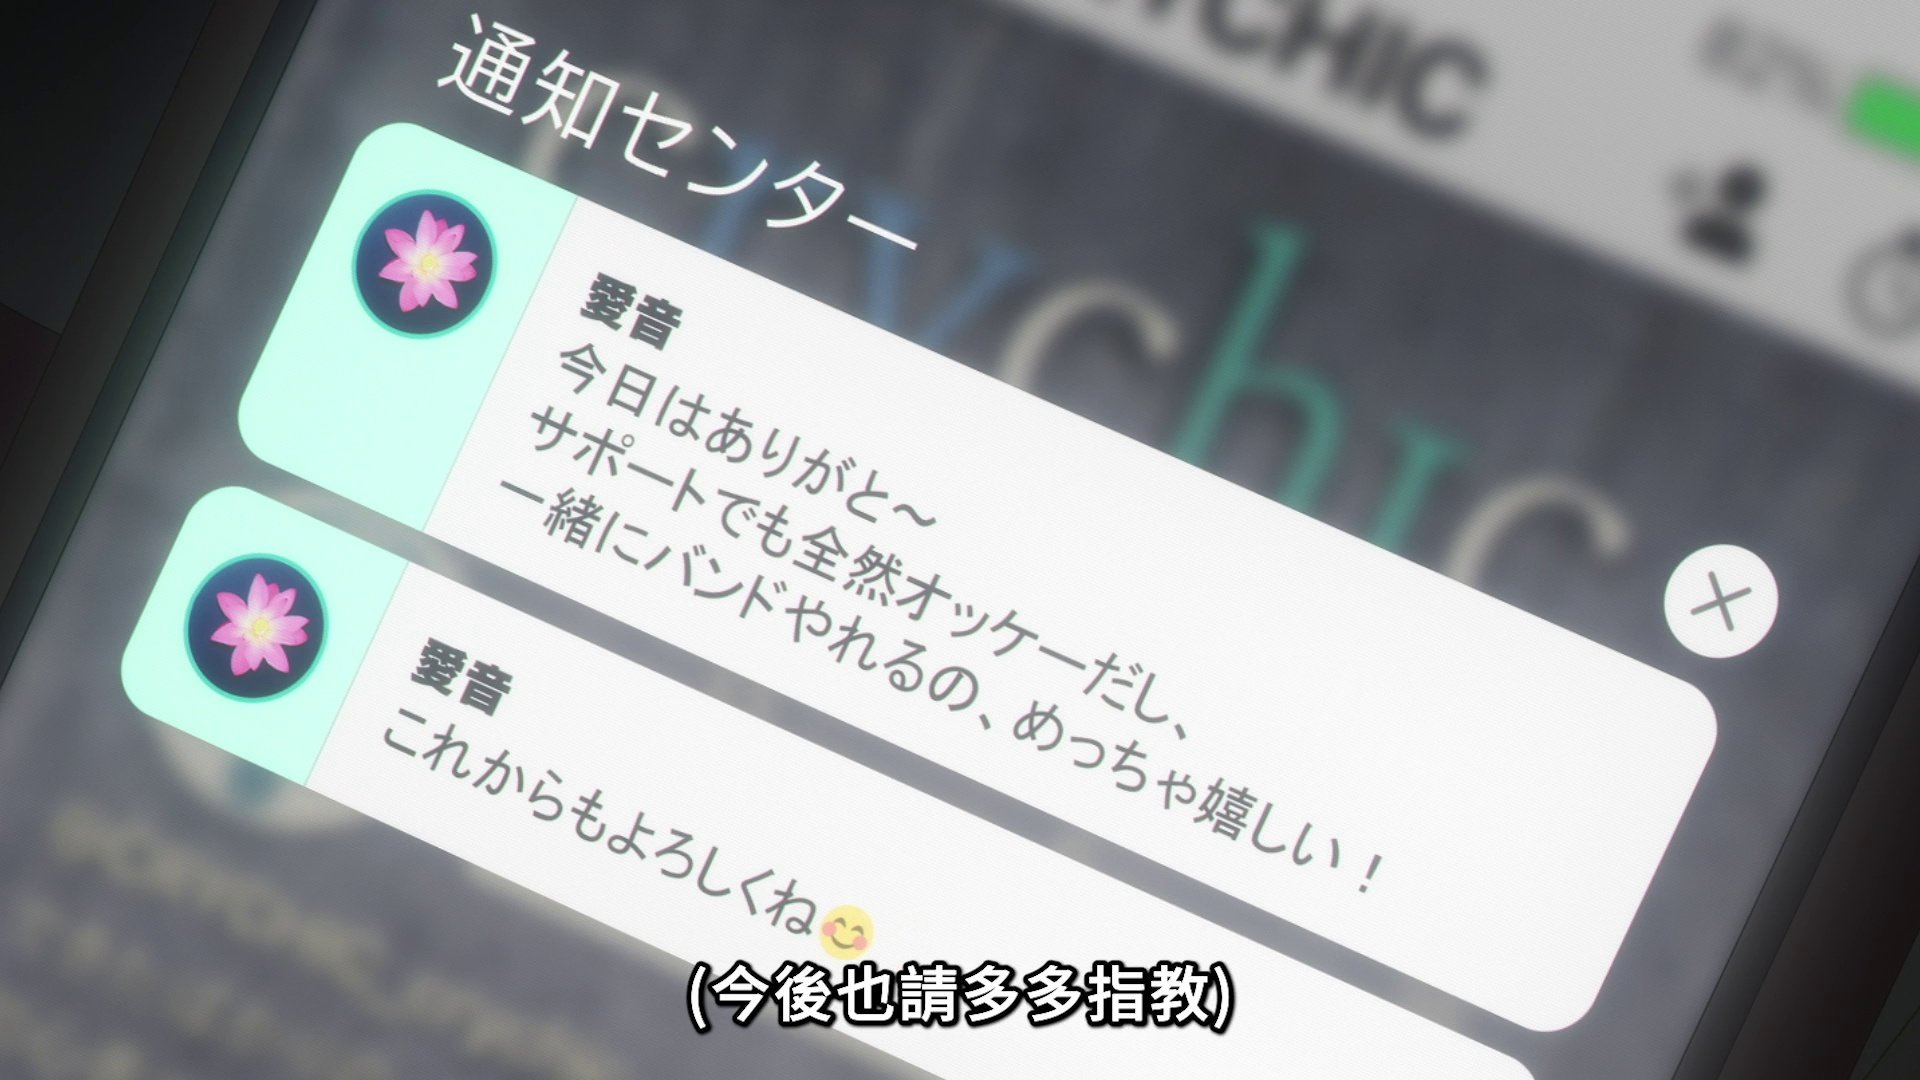 YCHIC
82%
通知センター
crychic
愛音
今日はありがと～
サポートでも全然オッケーだし、
一緒にバンドやれるの、めっちゃ嬉しい！
愛音
これからもよろしくね😊
(今後也請多多指教)